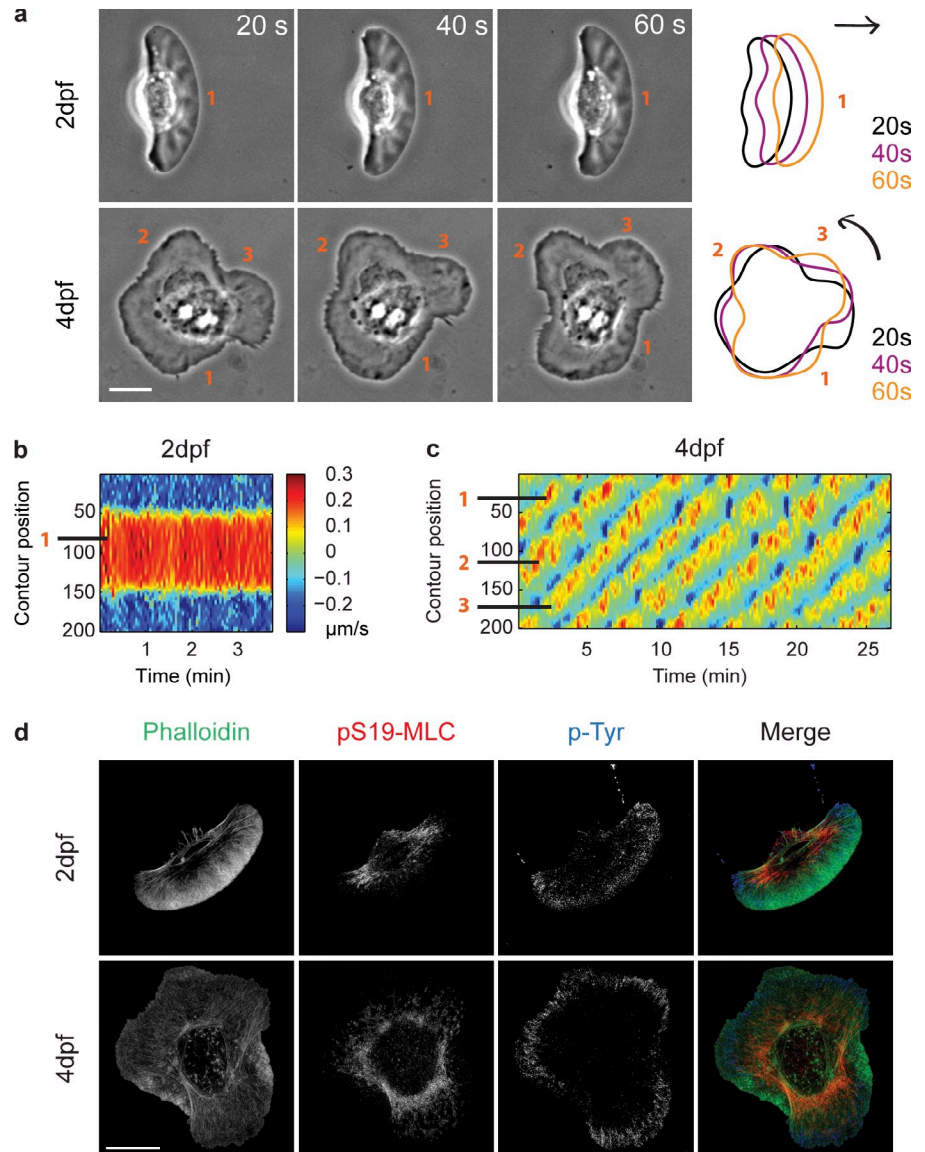 a
20 s
40 s
60 s
2dpf
1
1
1
1
20s
40s
60s
4dpf
2
3
1
2
3
1
2
3
1
2
3
1
20s
40s
60s
b
2dpf
Contour position
50
100
150
200
1
1
2
3
Time (min)
0.3
0.2
0.1
0
−0.1
−0.2
μm/s
c
4dpf
Contour position
1
2
3
50
100
150
200
5
10
15
20
25
Time (min)
d
Phalloidin
pS19-MLC
p-Tyr
Merge
2dpf
4dpf